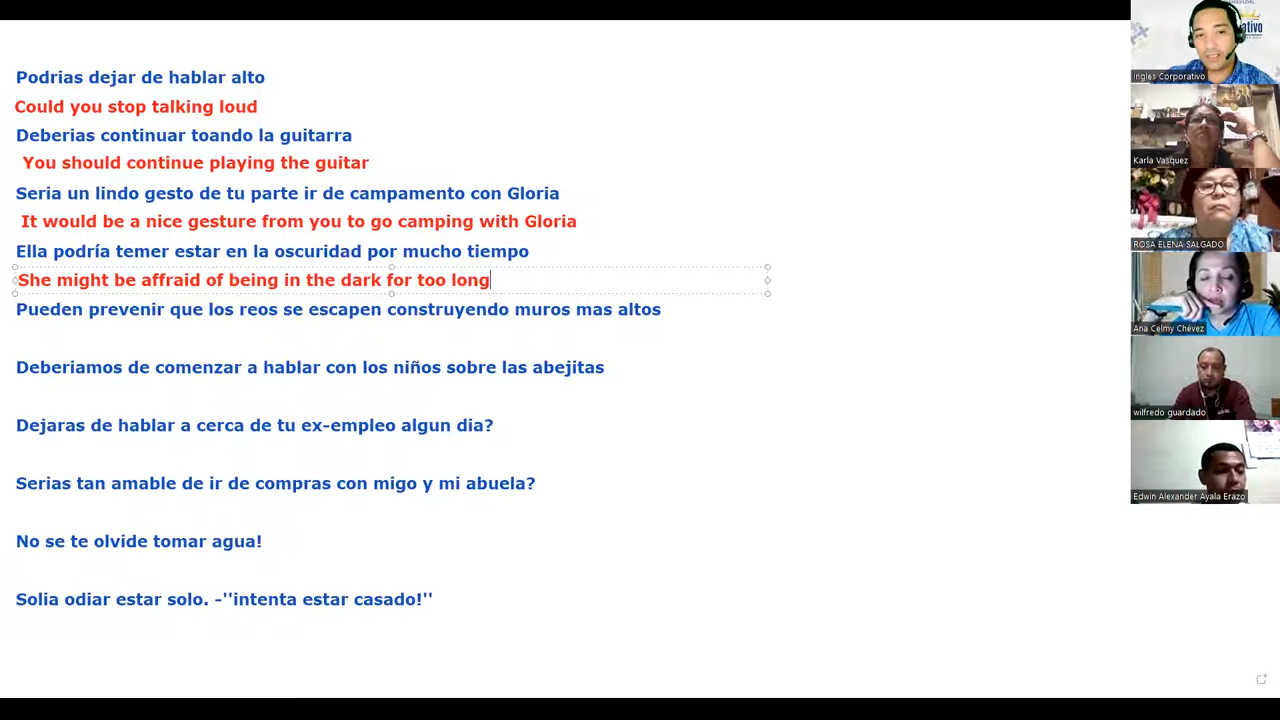 Podrias dejar de hablar alto
Could you stop talking loud
Deberias continuar toando la guitarra
You should continue playing the guitar
Seria un lindo gesto de tu parte ir de campamento con Gloria
It would be a nice gesture from you to go camping with Gloria
Ella podría temer estar en la oscuridad por mucho tiempo
She might be affraid of being in the dark for too long
Pueden prevenir que los reos se escapen construyendo muros mas altos
Deberiamos de comenzar a hablar con los niños sobre las abejitas
Dejaras de hablar a cerca de tu ex-empleo algun dia?
Serias tan amable de ir de compras con migo y mi abuela?
No se te olvide tomar agua!
Solia odiar estar solo. -''intenta estar casado!''
Ingles Corporativo
Karla Vasquez
ROSA ELENA SALGADO
Ana Celmy Chévez
wilfredo guardado
Edwin Alexander Ayala Erazo